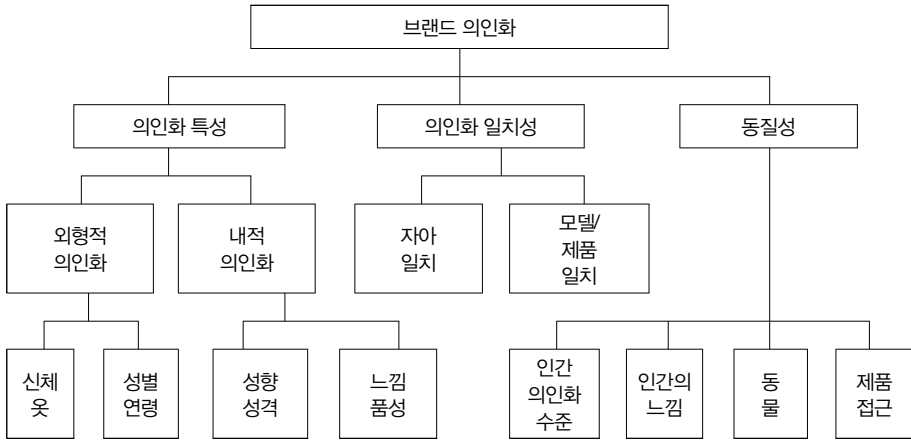 브랜드 의인화
의인화 특성
의인화 일치성
동질성
외형적
의인화
내적
의인화
자아
일치
모델/
제품
일치
신체
옷
성별
연령
성향
성격
느낌
품성
인간
의인화
수준
인간의
느낌
동
물
제품
접근